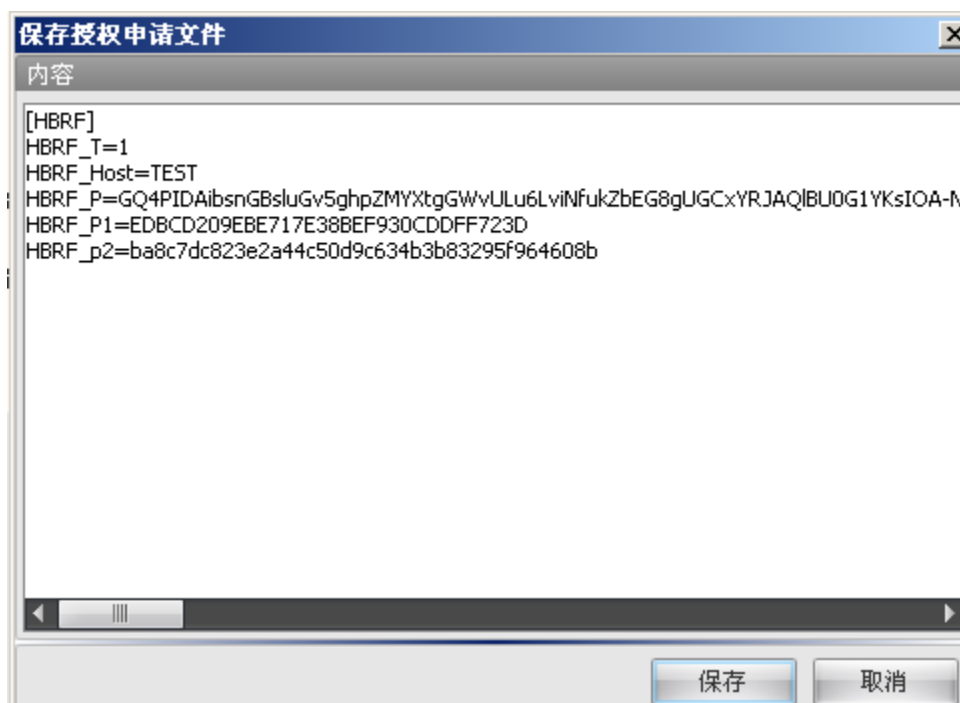 保存授权申请文件
内容
[HBRF]
HBRF_T=1
HBRF_Host=TEST
HBRF_P=GQ4PIDAibsnGBsluGv5ghpZMYXtgGWvULu6LviNfukZbEG8gUGCxYRJAQlBU0G1YKsIOA-N
HBRF_P1=EDBCD209EBE717E38BEF930CDDFF723D
HBRF_p2=ba8c7dc823e2a44c50d9c634b3b83295f964608b
保存
取消